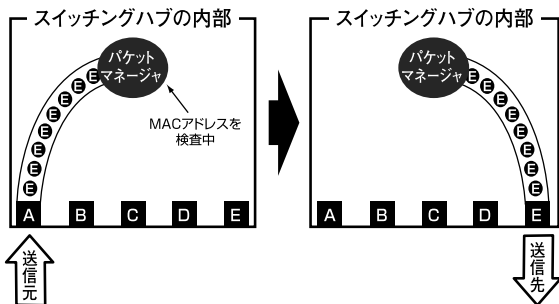 スイッチングハブの内部
パケット
マネージャ
E E E E E E E E
MACアドレスを
検査中
A B C D E
送信元
スイッチングハブの内部
パケット
マネージャ
E E E E E E E E
A B C D E
送信先